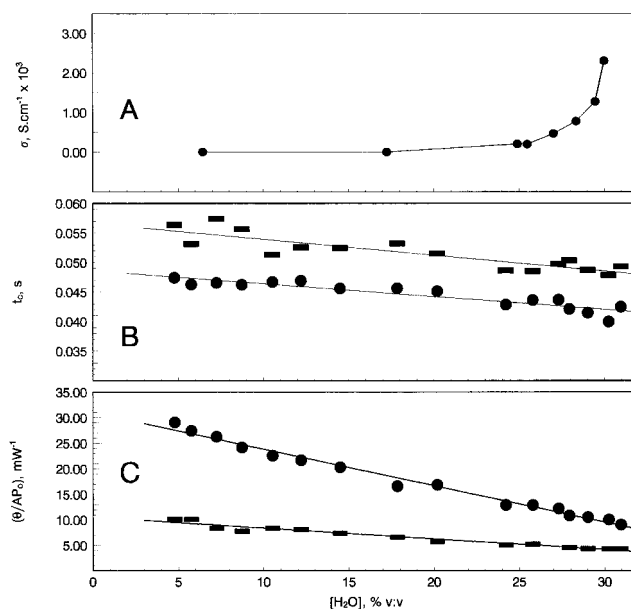 3.00
2.00
1.00
0.00
σ, S.cm⁻¹ x 10³
A
0.060
0.055
0.050
0.045
0.040
0.035
0.030
t꜀, s
B
35.00
30.00
25.00
20.00
15.00
10.00
5.00
(θ/AP₀), mW⁻¹
C
0 5 10 15 20 25 30
[H₂O], % v:v